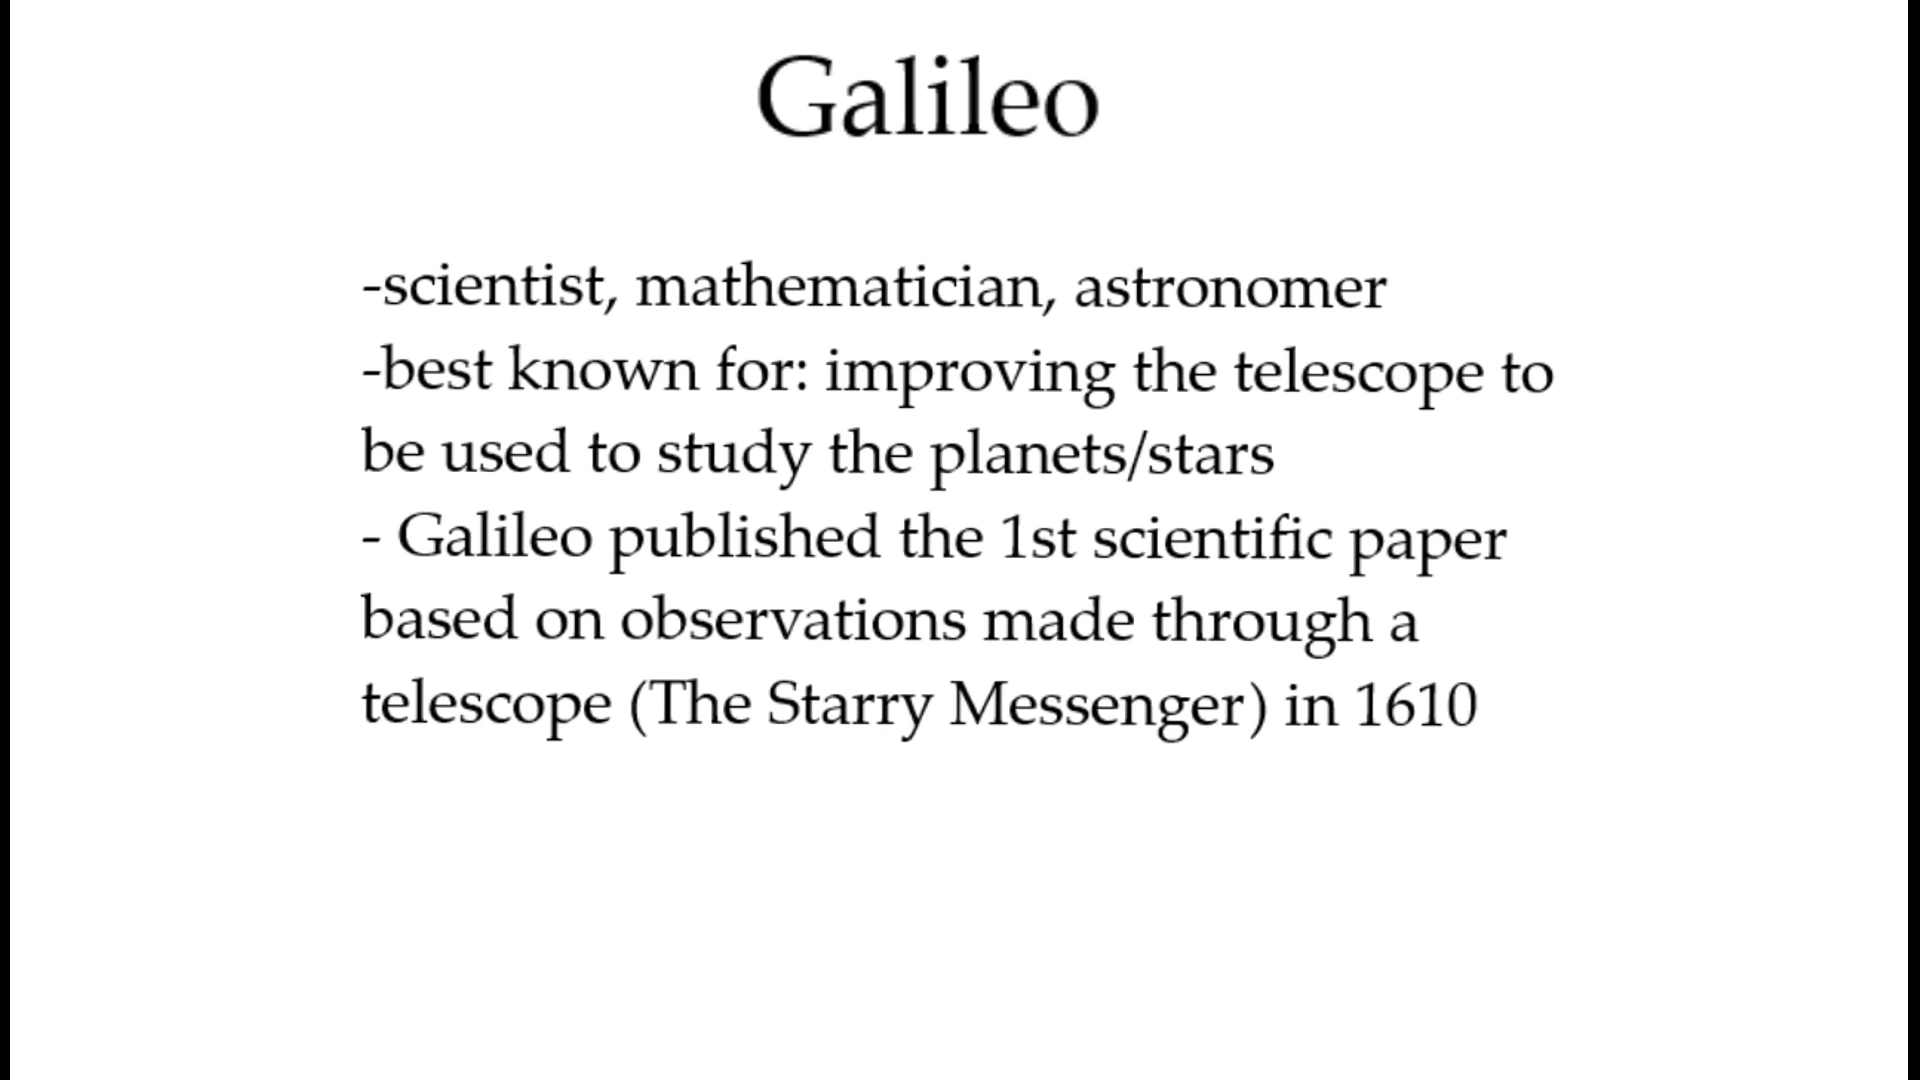 Galileo
-scientist, mathematician, astronomer
-best known for: improving the telescope to
be used to study the planets/stars
- Galileo published the 1st scientific paper
based on observations made through a
telescope (The Starry Messenger) in 1610